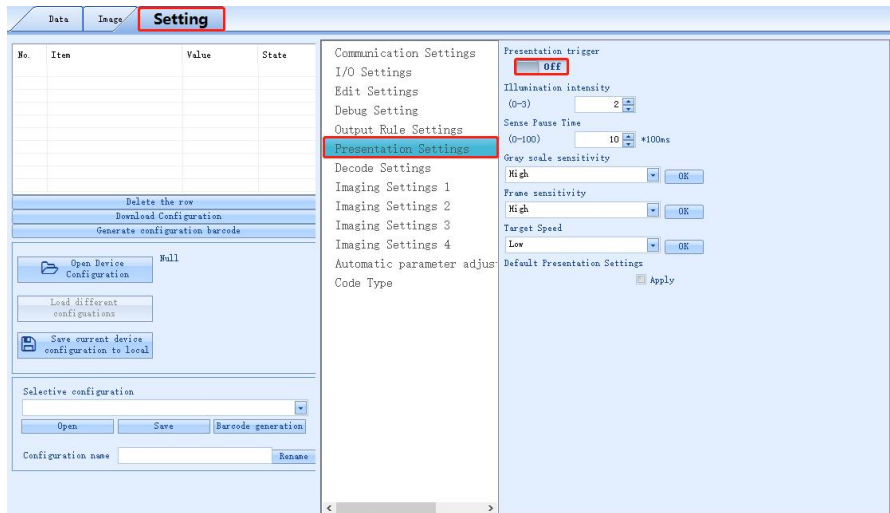 Data Image Setting
No. Item Value State
Delete the row
Download Configuration
Generate configuration barcode
Open Device
Configuration
Null
Load different
configuations
Save current device
configuration to local
Selective configuration
Open Save Barcode generation
Configuration name Rename
Communication Settings
I/O Settings
Edit Settings
Debug Setting
Output Rule Settings
Presentation Settings
Decode Settings
Imaging Settings 1
Imaging Settings 2
Imaging Settings 3
Imaging Settings 4
Automatic parameter adjus
Code Type
Presentation trigger
Off
Illumination intensity
(0-3) 2
Sense Pause Time
(0-100) 10 *100ms
Gray scale sensitivity
High OK
Frame sensitivity
High OK
Target Speed
Low OK
Default Presentation Settings
Apply